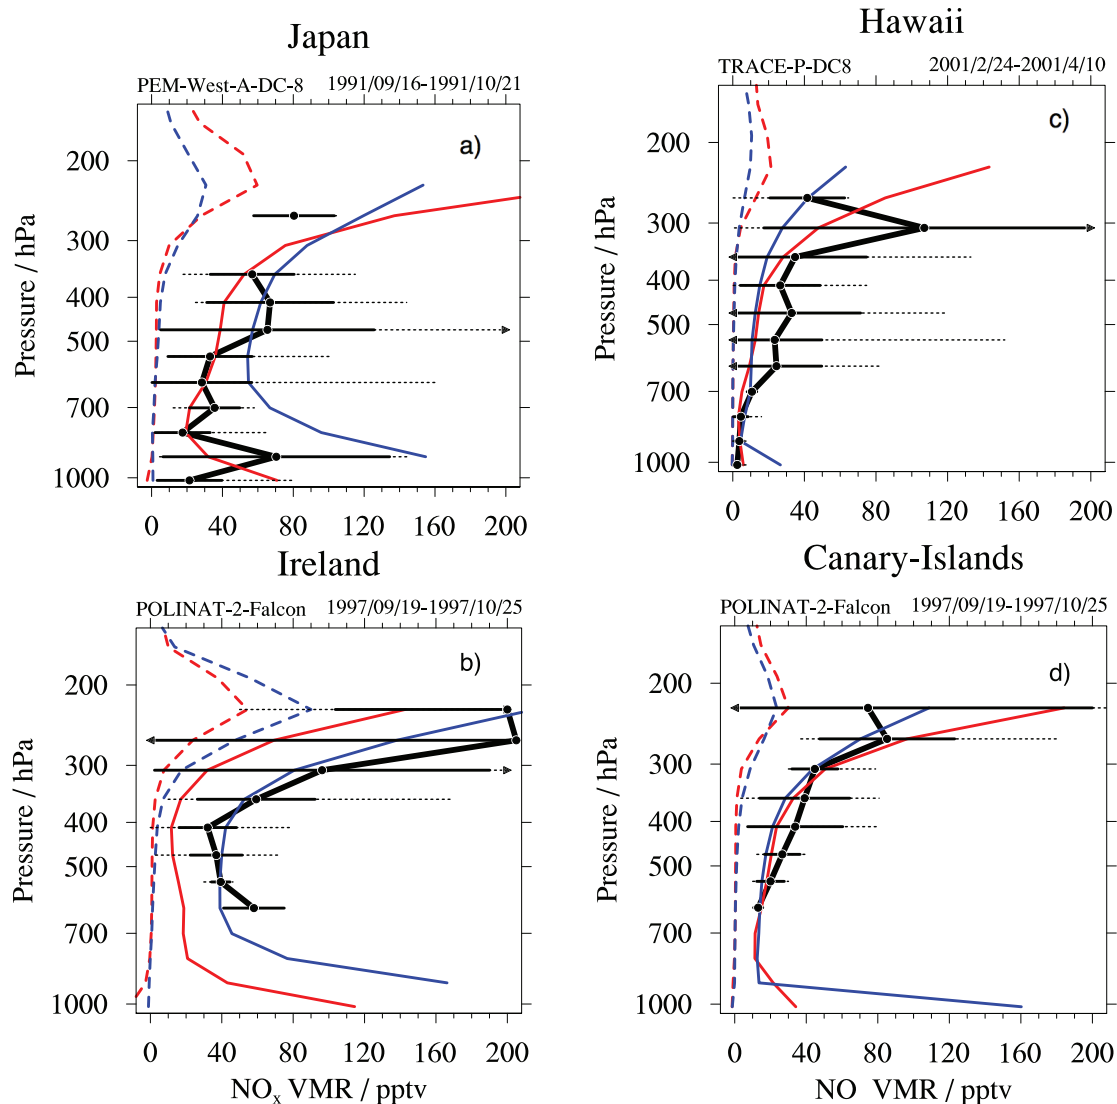 Japan
PEM-West-A-DC-8 1991/09/16-1991/10/21
a)
200
300
400
500
700
1000
Pressure / hPa
0 40 80 120 160 200
Hawaii
TRACE-P-DC8 2001/2/24-2001/4/10
c)
200
300
400
500
700
1000
Pressure / hPa
0 40 80 120 160 200
Ireland
POLINAT-2-Falcon 1997/09/19-1997/10/25
b)
200
300
400
500
700
1000
Pressure / hPa
0 40 80 120 160 200
NOx VMR / pptv
Canary-Islands
POLINAT-2-Falcon 1997/09/19-1997/10/25
d)
200
300
400
500
700
1000
Pressure / hPa
0 40 80 120 160 200
NO VMR / pptv